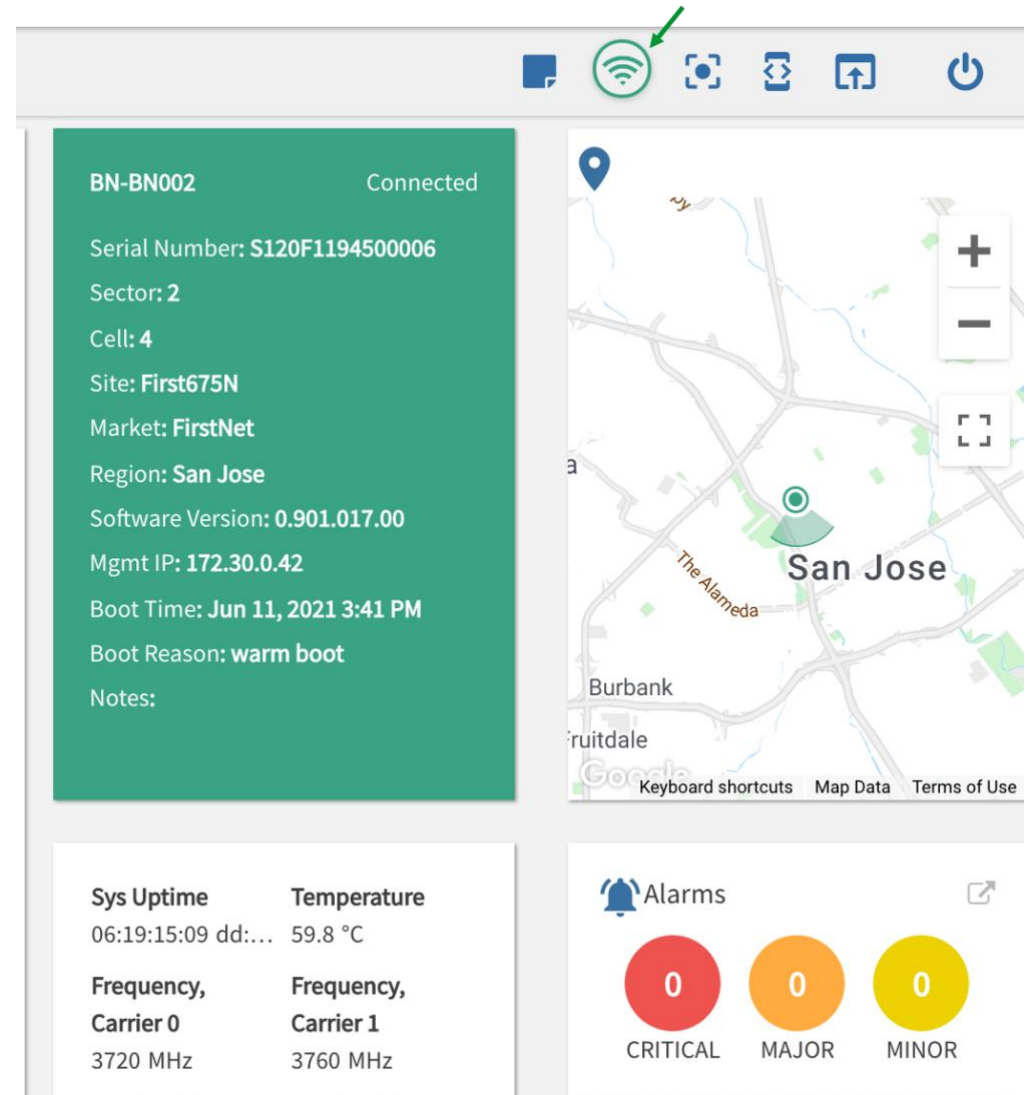 BN-BN002 Connected
Serial Number: S120F1194500006
Sector: 2
Cell: 4
Site: First675N
Market: FirstNet
Region: San Jose
Software Version: 0.901.017.00
Mgmt IP: 172.30.0.42
Boot Time: Jun 11, 2021 3:41 PM
Boot Reason: warm boot
Notes:
py
a
San Jose
The Alameda
Burbank
Fruitdale
Google
Keyboard shortcuts Map Data Terms of Use
Sys Uptime Temperature
06:19:15:09 dd:... 59.8 °C
Frequency, Frequency,
Carrier 0 Carrier 1
3720 MHz 3760 MHz
Alarms
0 0 0
CRITICAL MAJOR MINOR